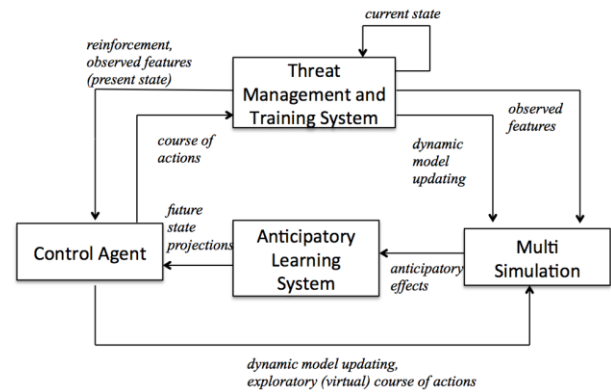 current state
reinforcement,
observed features
(present state)
Threat
Management and
Training System
observed
features
course of
actions
dynamic
model
updating
future
state
projections
Control Agent
Anticipatory
Learning
System
anticipatory
effects
Multi
Simulation
dynamic model updating,
exploratory (virtual) course of actions